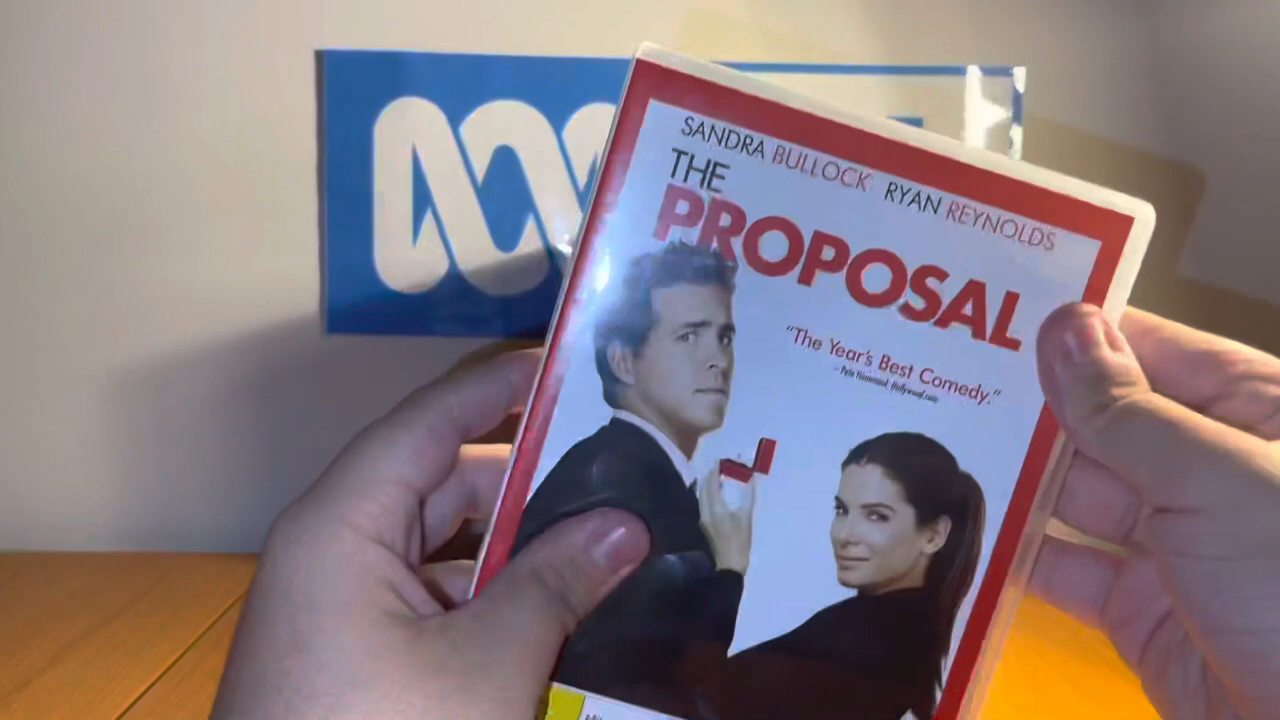 SANDRA BULLOCK RYAN REYNOLDS
THE
PROPOSAL
"The Year's Best Comedy."